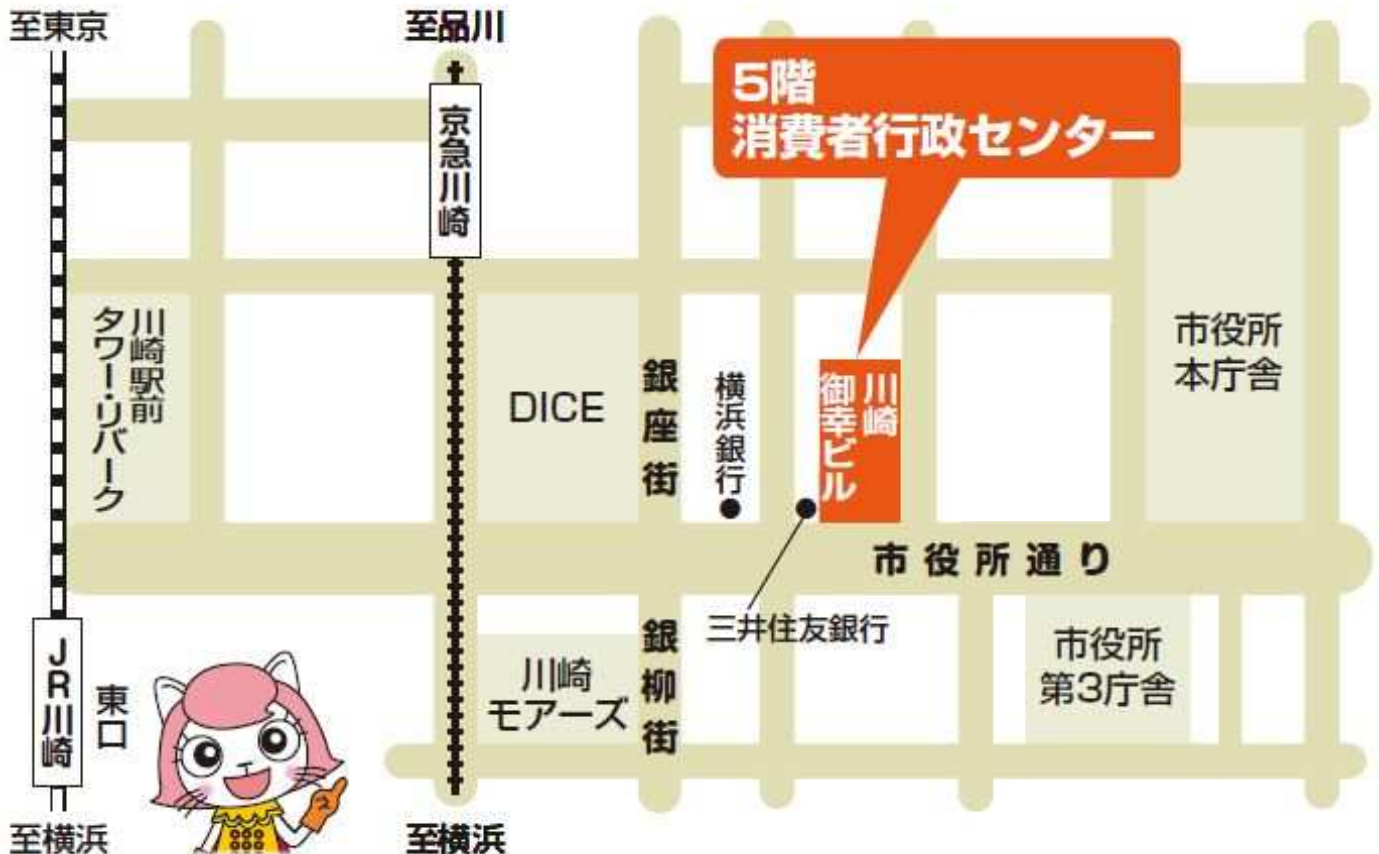 至東京
至品川
5階
消費者行政センター
京急川崎
川崎駅前
タワー・リバーク
DICE
銀座街
横浜銀行
川崎
御幸ビル
市役所
本庁舎
市役所通り
三井住友銀行
JR川崎
東口
川崎
モアーズ
銀柳街
市役所
第3庁舎
至横浜
至横浜